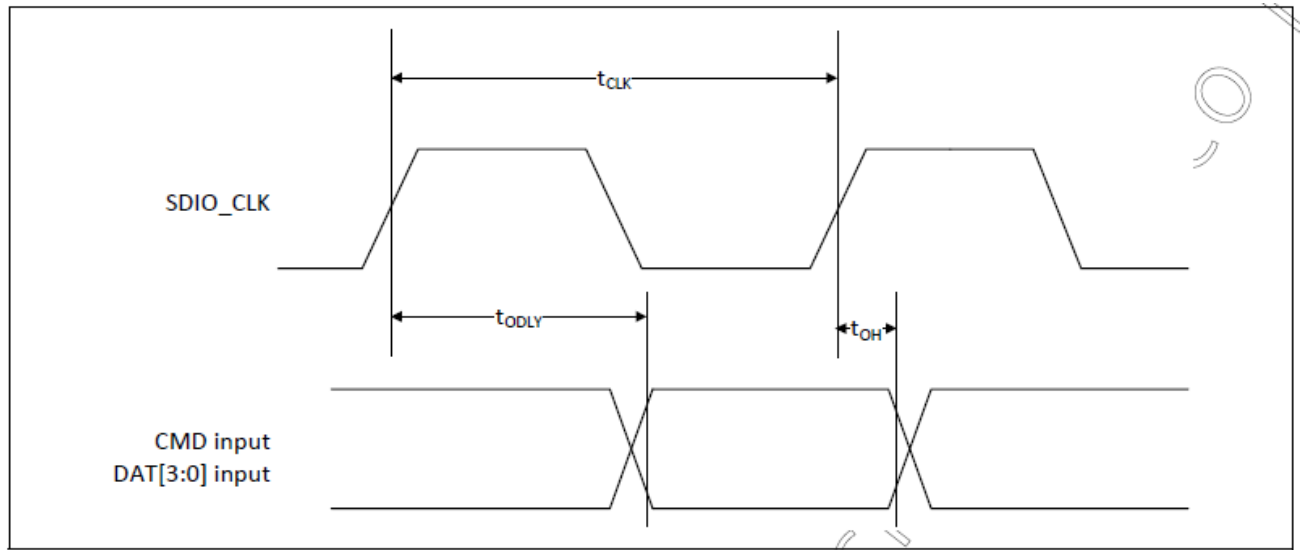 tCLK
SDIO_CLK
tODLY
tOH
CMD input
DAT[3:0] input